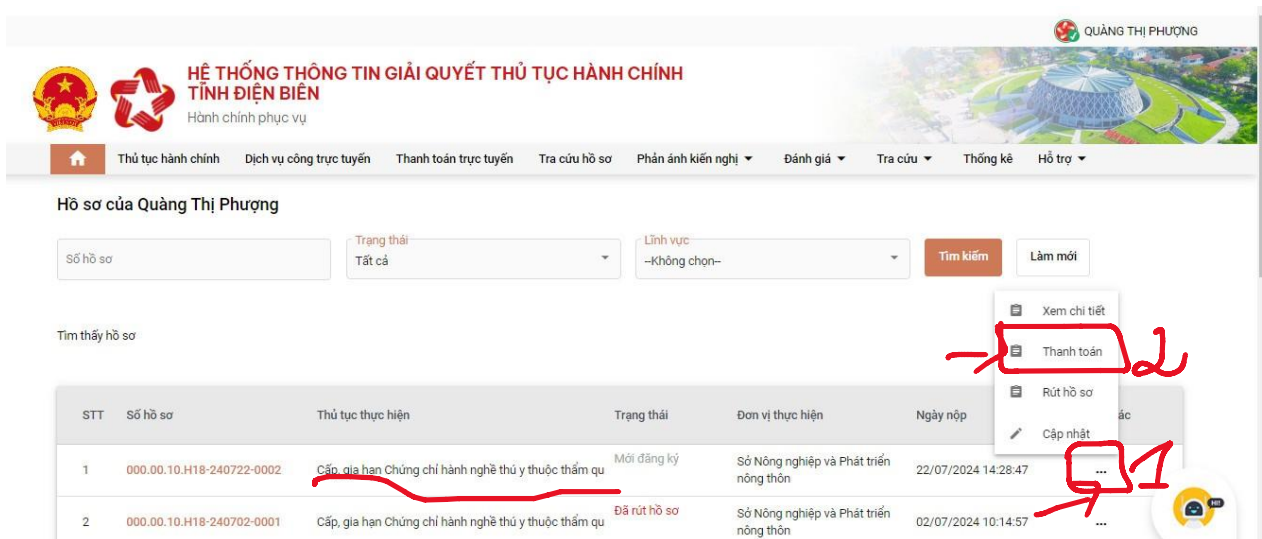 QUÀNG THỊ PHƯỢNG
HỆ THỐNG THÔNG TIN GIẢI QUYẾT THỦ TỤC HÀNH CHÍNH
TỈNH ĐIỆN BIÊN
Hành chính phục vụ
Thủ tục hành chính Dịch vụ công trực tuyến Thanh toán trực tuyến Tra cứu hồ sơ Phản ánh kiến nghị Đánh giá Tra cứu Thống kê Hỗ trợ
Hồ sơ của Quàng Thị Phượng
Trạng thái Lĩnh vực
Số hồ sơ Tất cả --Không chọn-- Tìm kiếm Làm mới
Xem chi tiết
Tìm thấy hồ sơ
Thanh toán 2
Rút hồ sơ
STT Số hồ sơ Thủ tục thực hiện Trạng thái Đơn vị thực hiện Ngày nộp ác
Cập nhật
1 000.00.10.H18-240722-0002 Cấp, gia hạn Chứng chỉ hành nghề thú y thuộc thẩm qu Mới đăng ký Sở Nông nghiệp và Phát triển 22/07/2024 14:28:47 ... 1
nông thôn
2 000.00.10.H18-240702-0001 Cấp, gia hạn Chứng chỉ hành nghề thú y thuộc thẩm qu Đã rút hồ sơ Sở Nông nghiệp và Phát triển 02/07/2024 10:14:57 ...
nông thôn